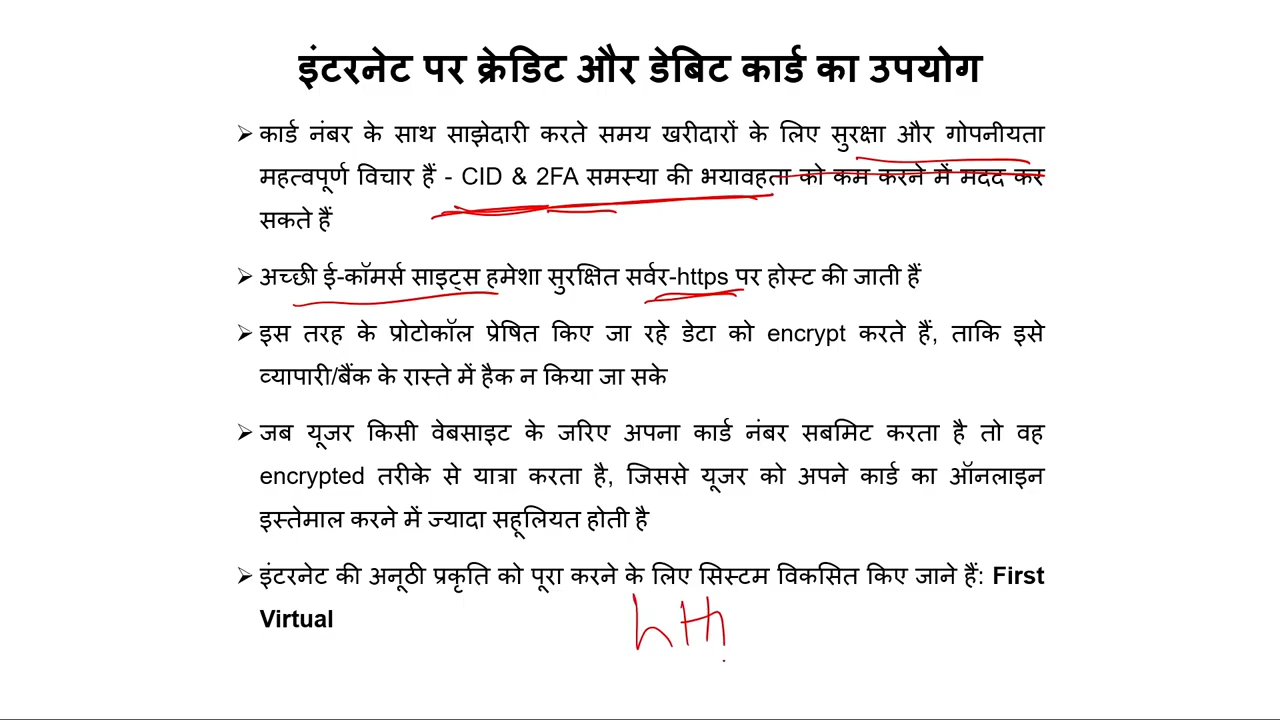 इंटरनेट पर क्रेडिट और डेबिट कार्ड का उपयोग
➢ कार्ड नंबर के साथ साझेदारी करते समय खरीदारों के लिए सुरक्षा और गोपनीयता
महत्वपूर्ण विचार हैं - CID & 2FA समस्या की भयावहता को कम करने में मदद कर
सकते हैं
➢ अच्छी ई-कॉमर्स साइट्स हमेशा सुरक्षित सर्वर-https पर होस्ट की जाती हैं
➢ इस तरह के प्रोटोकॉल प्रेषित किए जा रहे डेटा को encrypt करते हैं, ताकि इसे
व्यापारी/बैंक के रास्ते में हैक न किया जा सके
➢ जब यूजर किसी वेबसाइट के जरिए अपना कार्ड नंबर सबमिट करता है तो वह
encrypted तरीके से यात्रा करता है, जिससे यूजर को अपने कार्ड का ऑनलाइन
इस्तेमाल करने में ज्यादा सहूलियत होती है
➢ इंटरनेट की अनूठी प्रकृति को पूरा करने के लिए सिस्टम विकसित किए जाने हैं: First
Virtual